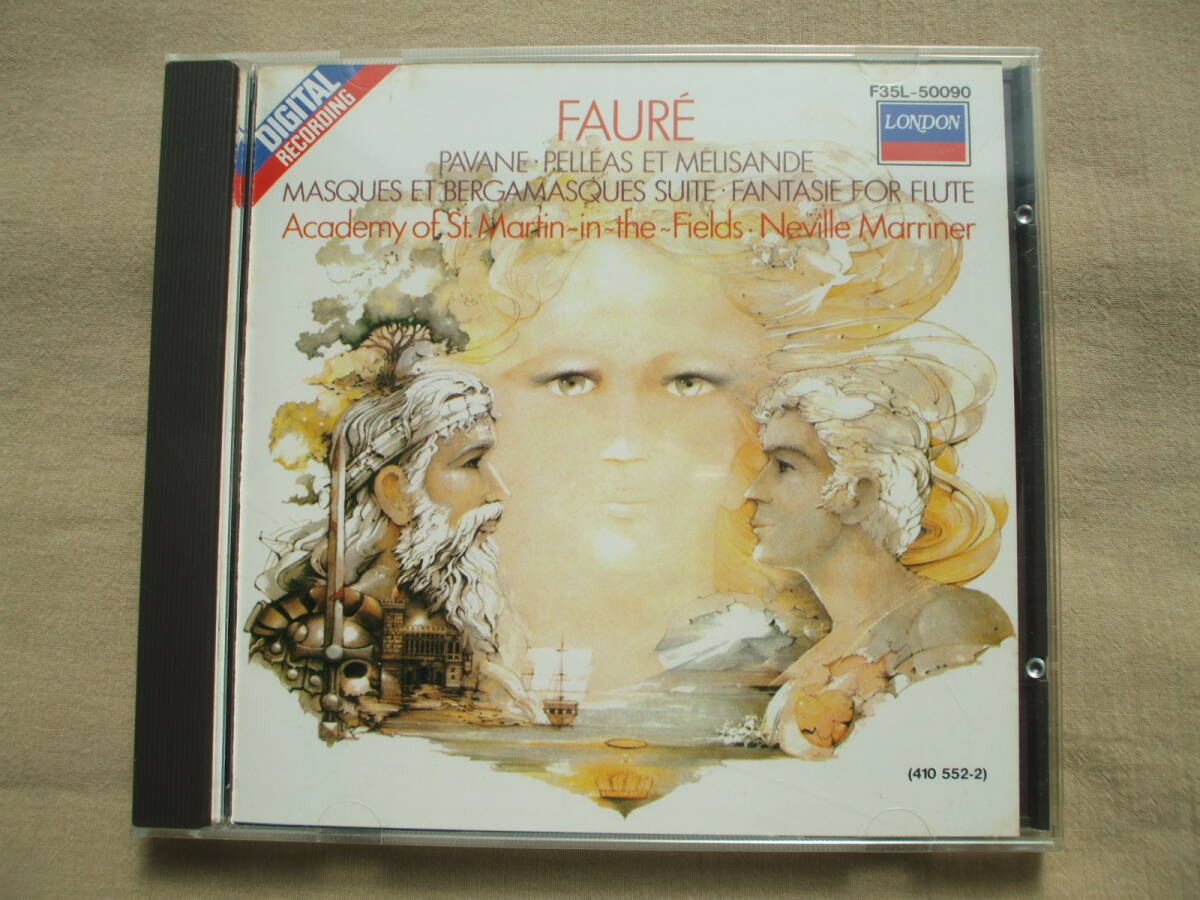 DIGITAL
RECORDING
F35L-50090
LONDON
FAURÉ
PAVANE · PELLÉAS ET MÉLISANDE
MASQUES ET BERGAMASQUES SUITE · FANTASIE FOR FLUTE
Academy of St. Martin~in~the~Fields · Neville Marriner
(410 552-2)